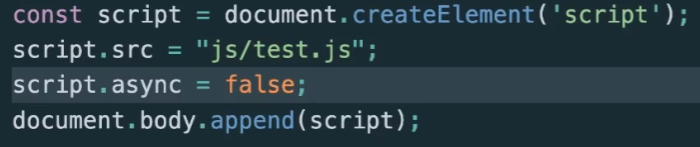 const script = document.createElement('script');
script.src = "js/test.js";
script.async = false;
document.body.append(script);